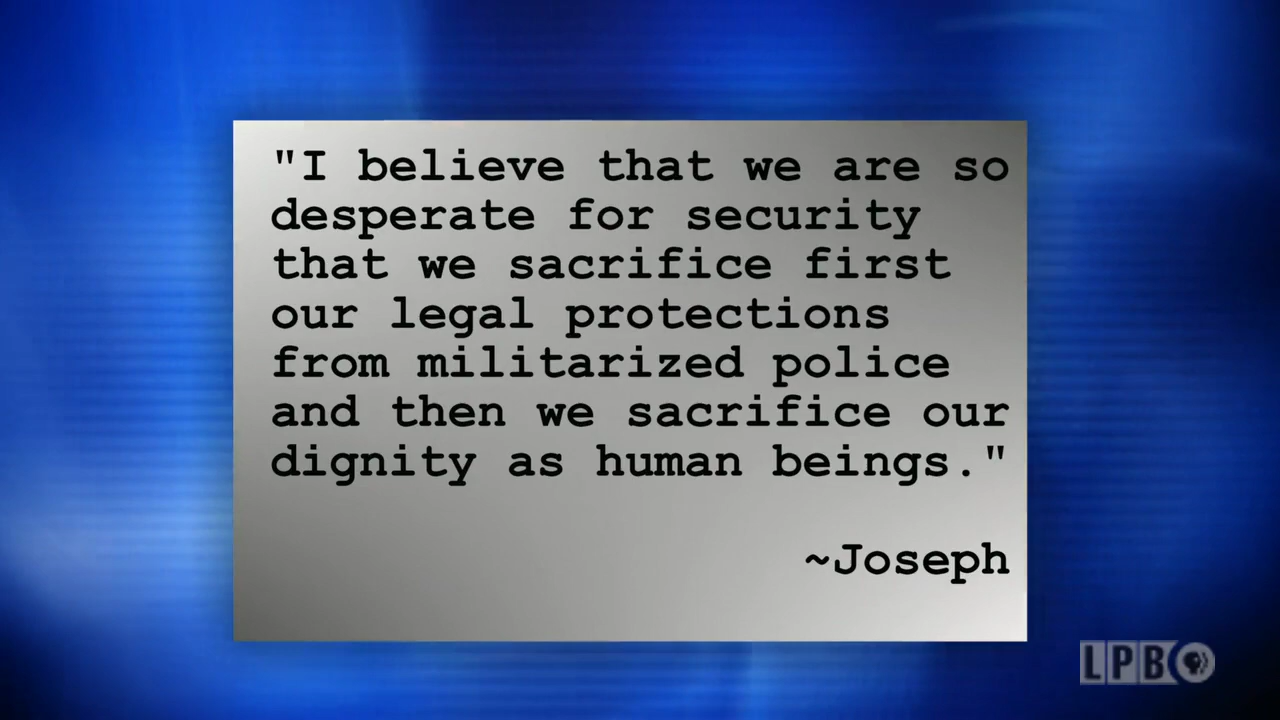 "I believe that we are so
desperate for security
that we sacrifice first
our legal protections
from militarized police
and then we sacrifice our
dignity as human beings."
~Joseph
LPB